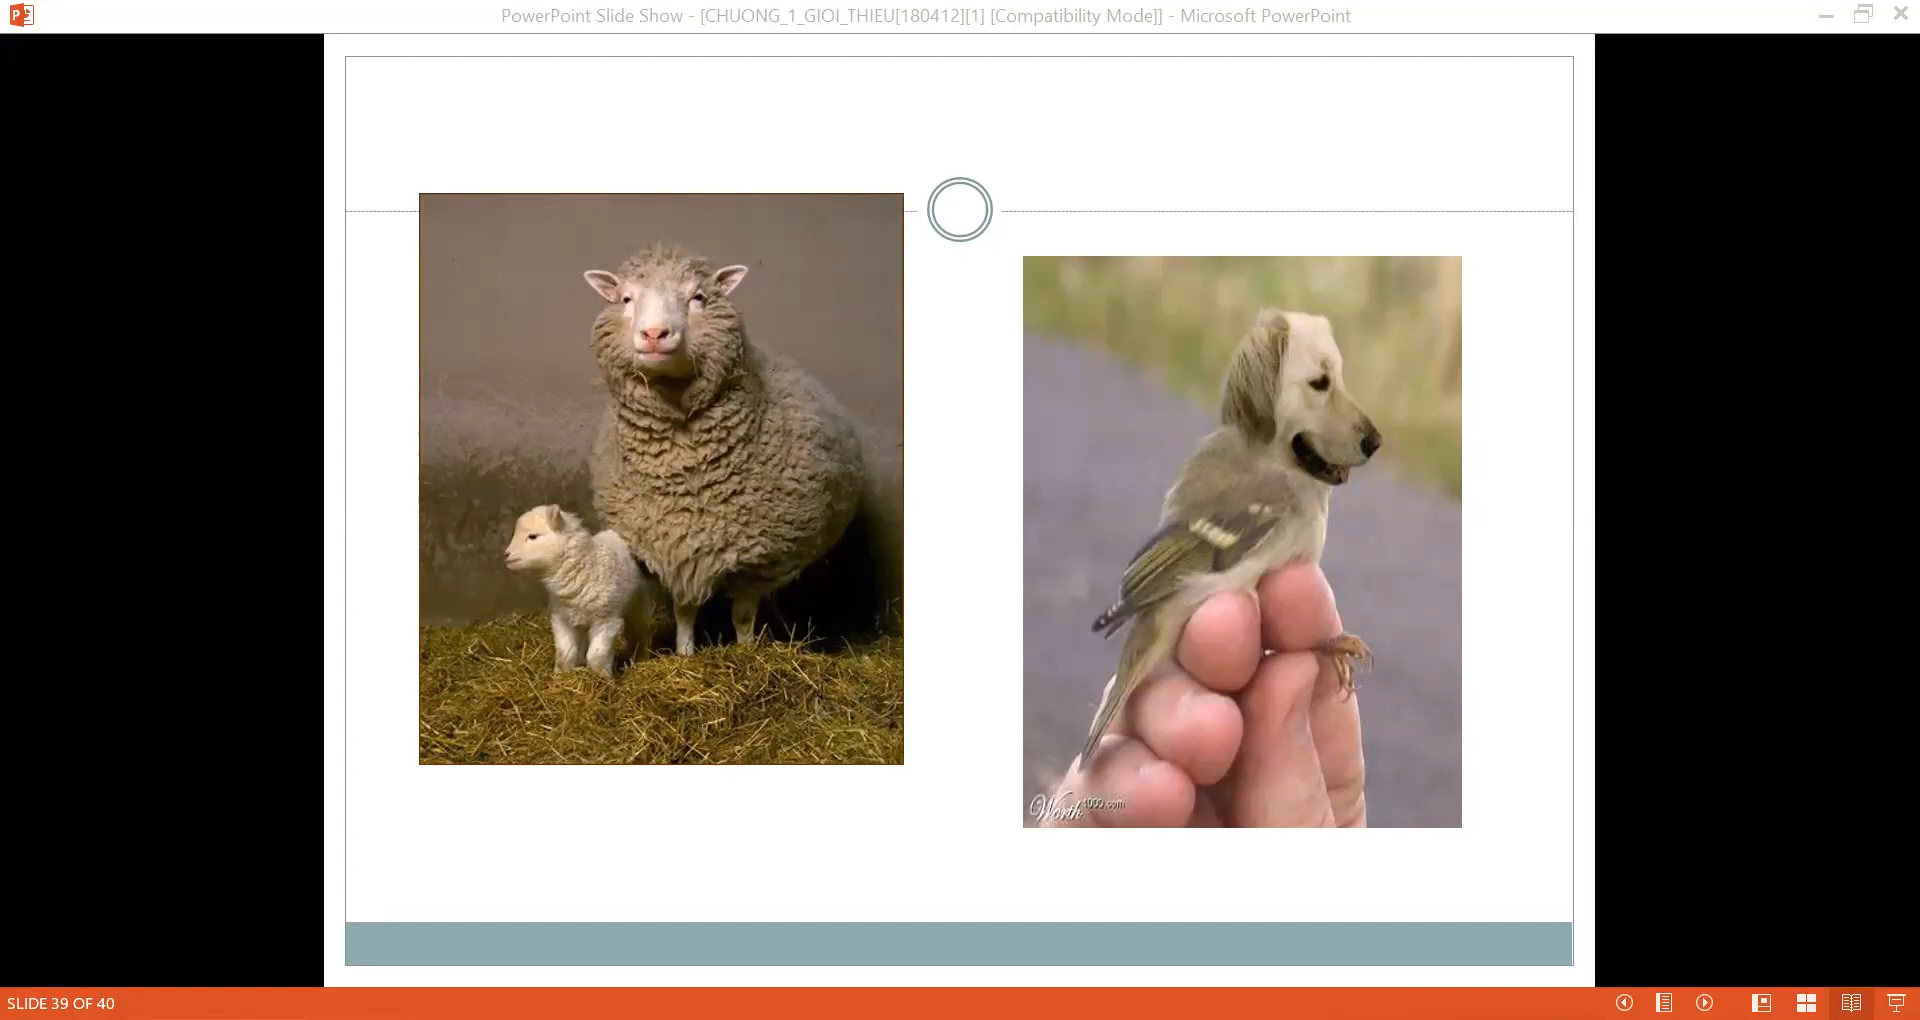 PowerPoint Slide Show - [CHUONG_1_GIOI_THIEU[180412][1] [Compatibility Mode]] - Microsoft PowerPoint
Worth1000.com
SLIDE 39 OF 40